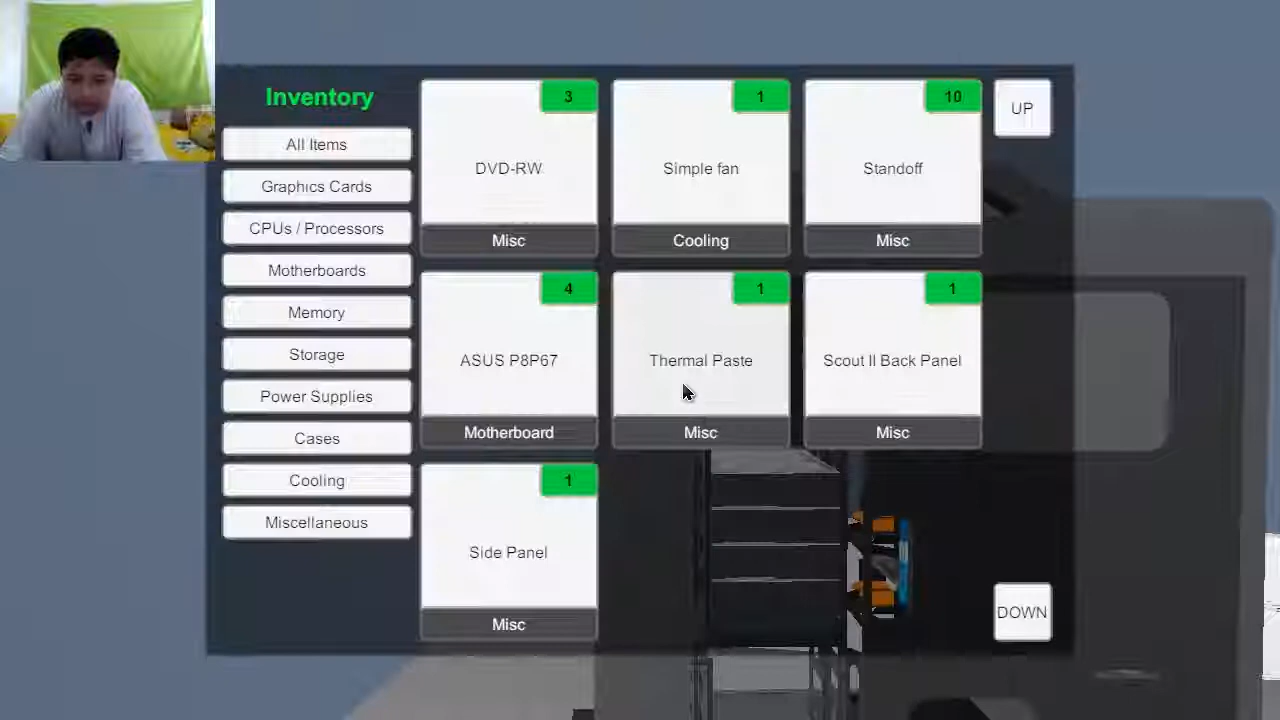 Inventory
All Items
Graphics Cards
CPUs / Processors
Motherboards
Memory
Storage
Power Supplies
Cases
Cooling
Miscellaneous
3
DVD-RW
Misc
1
Simple fan
Cooling
10
Standoff
Misc
4
ASUS P8P67
Motherboard
1
Thermal Paste
Misc
1
Scout II Back Panel
Misc
1
Side Panel
Misc
UP
DOWN